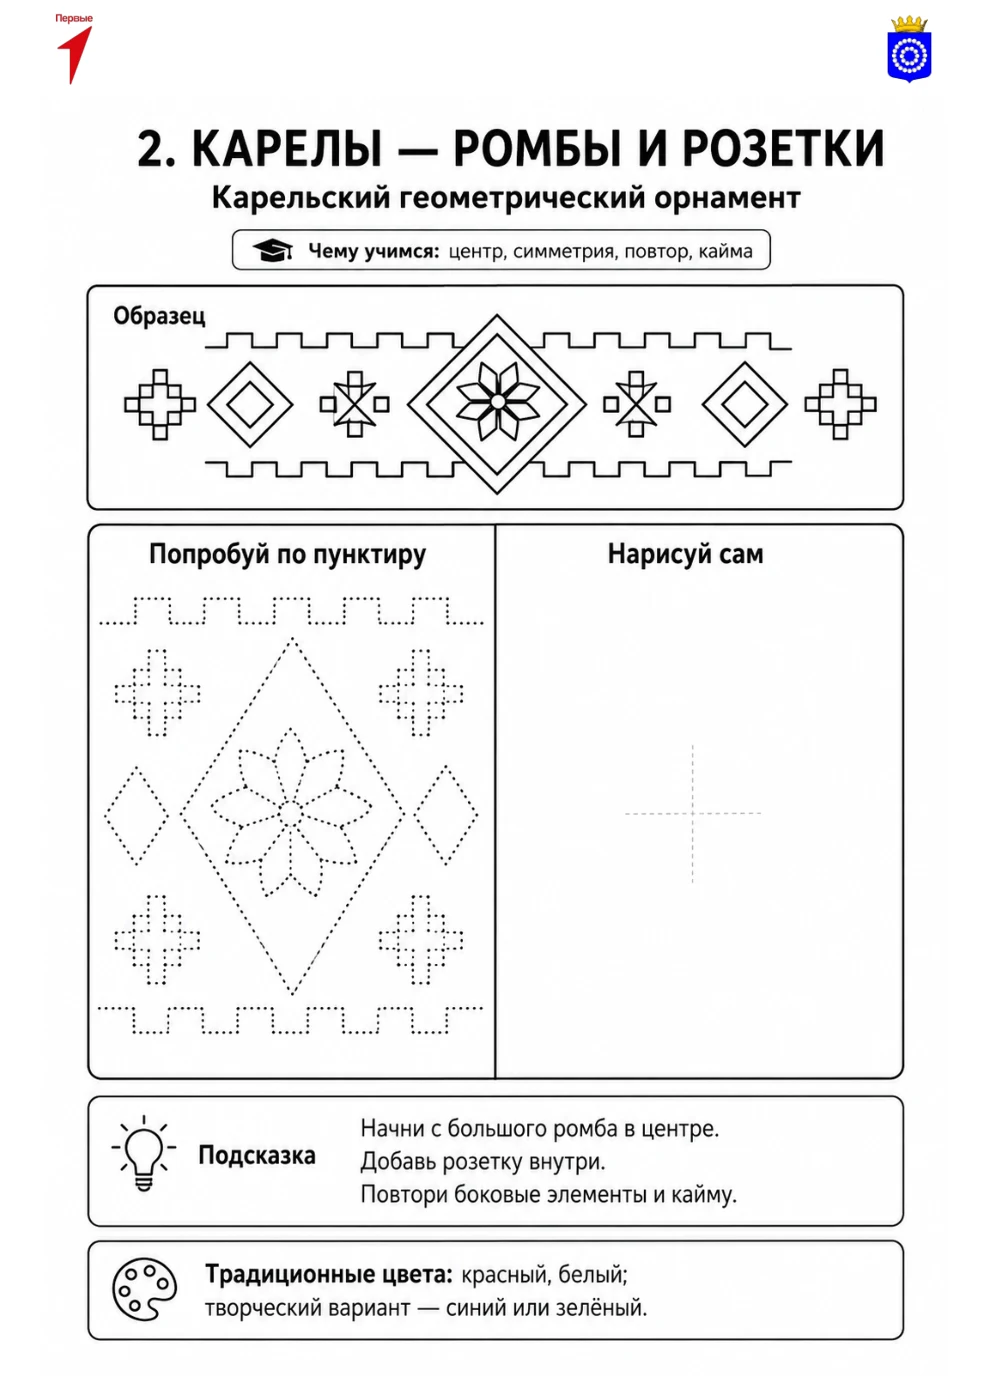 Первые
2. КАРЕЛЫ — РОМБЫ И РОЗЕТКИ
Карельский геометрический орнамент
Чему учимся: центр, симметрия, повтор, кайма
Образец
Попробуй по пунктиру
Нарисуй сам
Подсказка
Начни с большого ромба в центре.
Добавь розетку внутри.
Повтори боковые элементы и кайму.
Традиционные цвета: красный, белый;
творческий вариант — синий или зелёный.